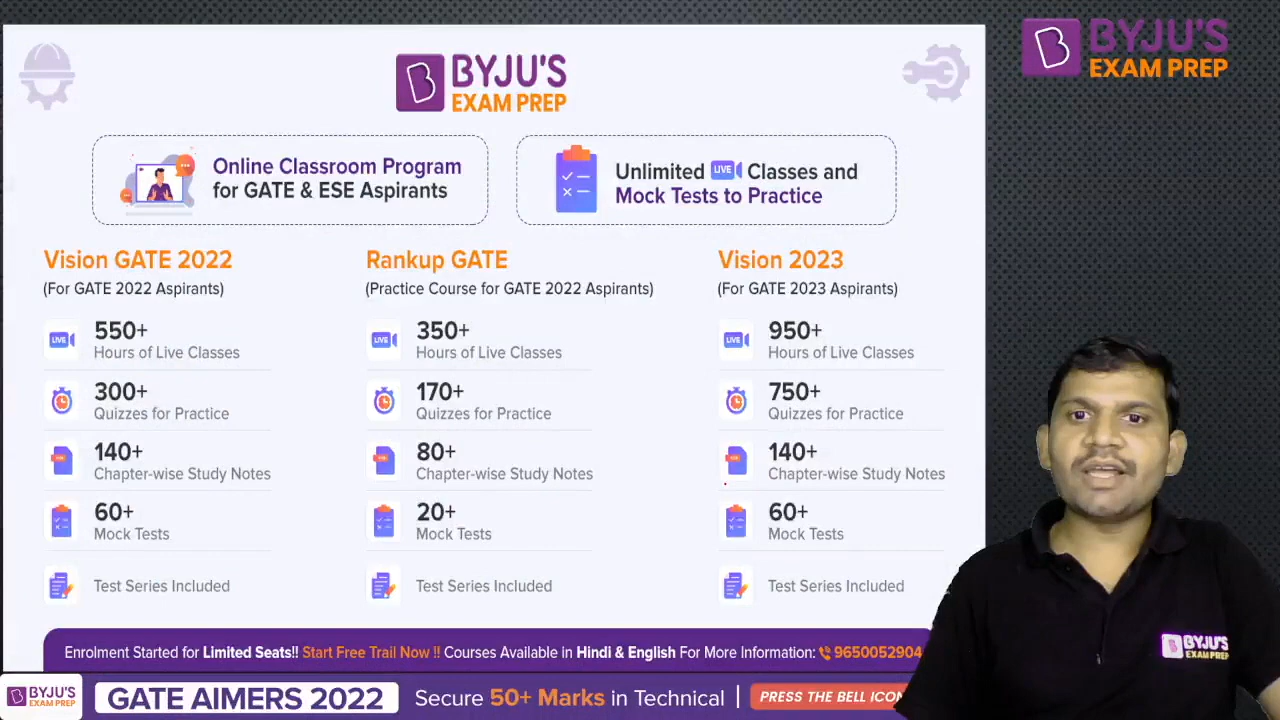 BYJU'S
EXAM PREP
BYJU'S
EXAM PREP
Online Classroom Program
for GATE & ESE Aspirants
Unlimited LIVE Classes and
Mock Tests to Practice
Vision GATE 2022
(For GATE 2022 Aspirants)
LIVE
550+
Hours of Live Classes
300+
Quizzes for Practice
140+
Chapter-wise Study Notes
60+
Mock Tests
Test Series Included
Rankup GATE
(Practice Course for GATE 2022 Aspirants)
LIVE
350+
Hours of Live Classes
170+
Quizzes for Practice
80+
Chapter-wise Study Notes
20+
Mock Tests
Test Series Included
Vision 2023
(For GATE 2023 Aspirants)
LIVE
950+
Hours of Live Classes
750+
Quizzes for Practice
140+
Chapter-wise Study Notes
60+
Mock Tests
Test Series Included
Enrolment Started for Limited Seats!! Start Free Trail Now !! Courses Available in Hindi & English For More Information: 9650052904
BYJU'S
EXAM PREP
BYJU'S
EXAM PREP
GATE AIMERS 2022
Secure 50+ Marks in Technical
PRESS THE BELL ICON